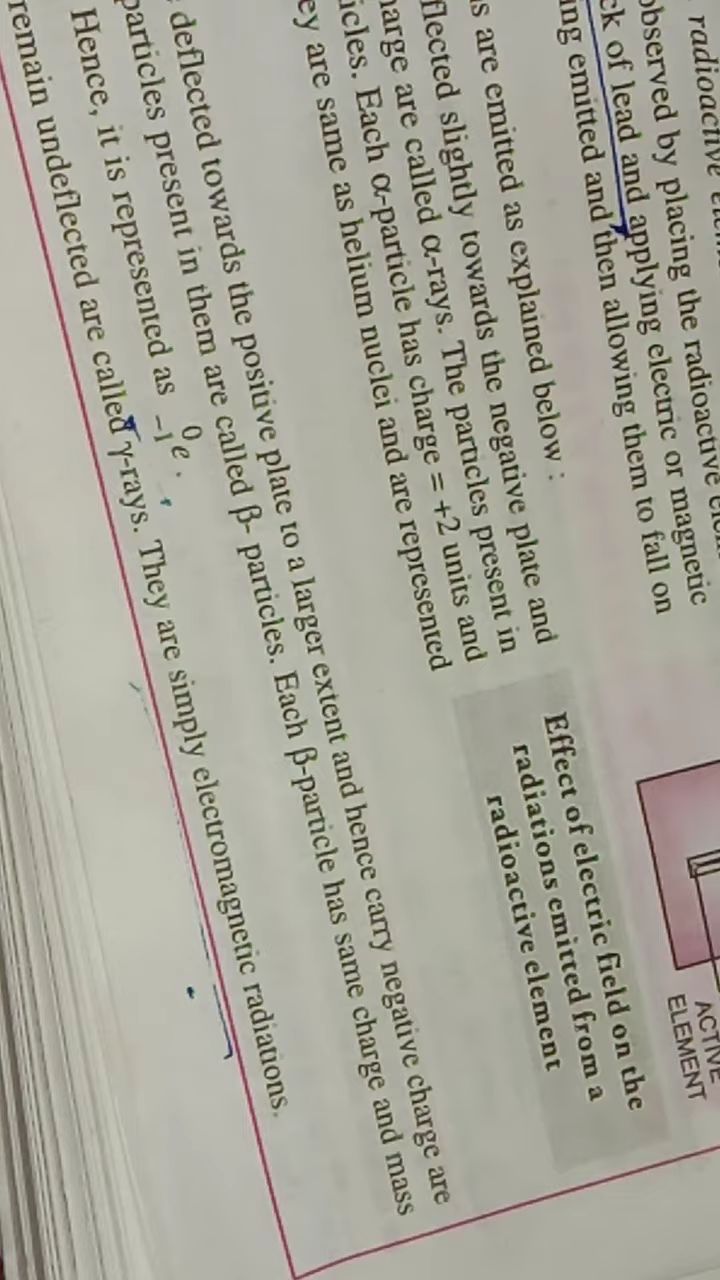 radioactive
observed by placing the radioactive
ck of lead and applying electric or magnetic
ing emitted and then allowing them to fall on
ACTIVE
ELEMENT
s are emitted as explained below :
flected slightly towards the negative plate and
arge are called α-rays. The particles present in
icles. Each α-particle has charge = +2 units and
ey are same as helium nuclei and are represented
Effect of electric field on the
radiations emitted from a
radioactive element
deflected towards the positive plate to a larger extent and hence carry negative charge are
particles present in them are called β- particles. Each β-particle has same charge and mass
Hence, it is represented as ⁰₋₁e.
remain undeflected are called γ-rays. They are simply electromagnetic radiations.